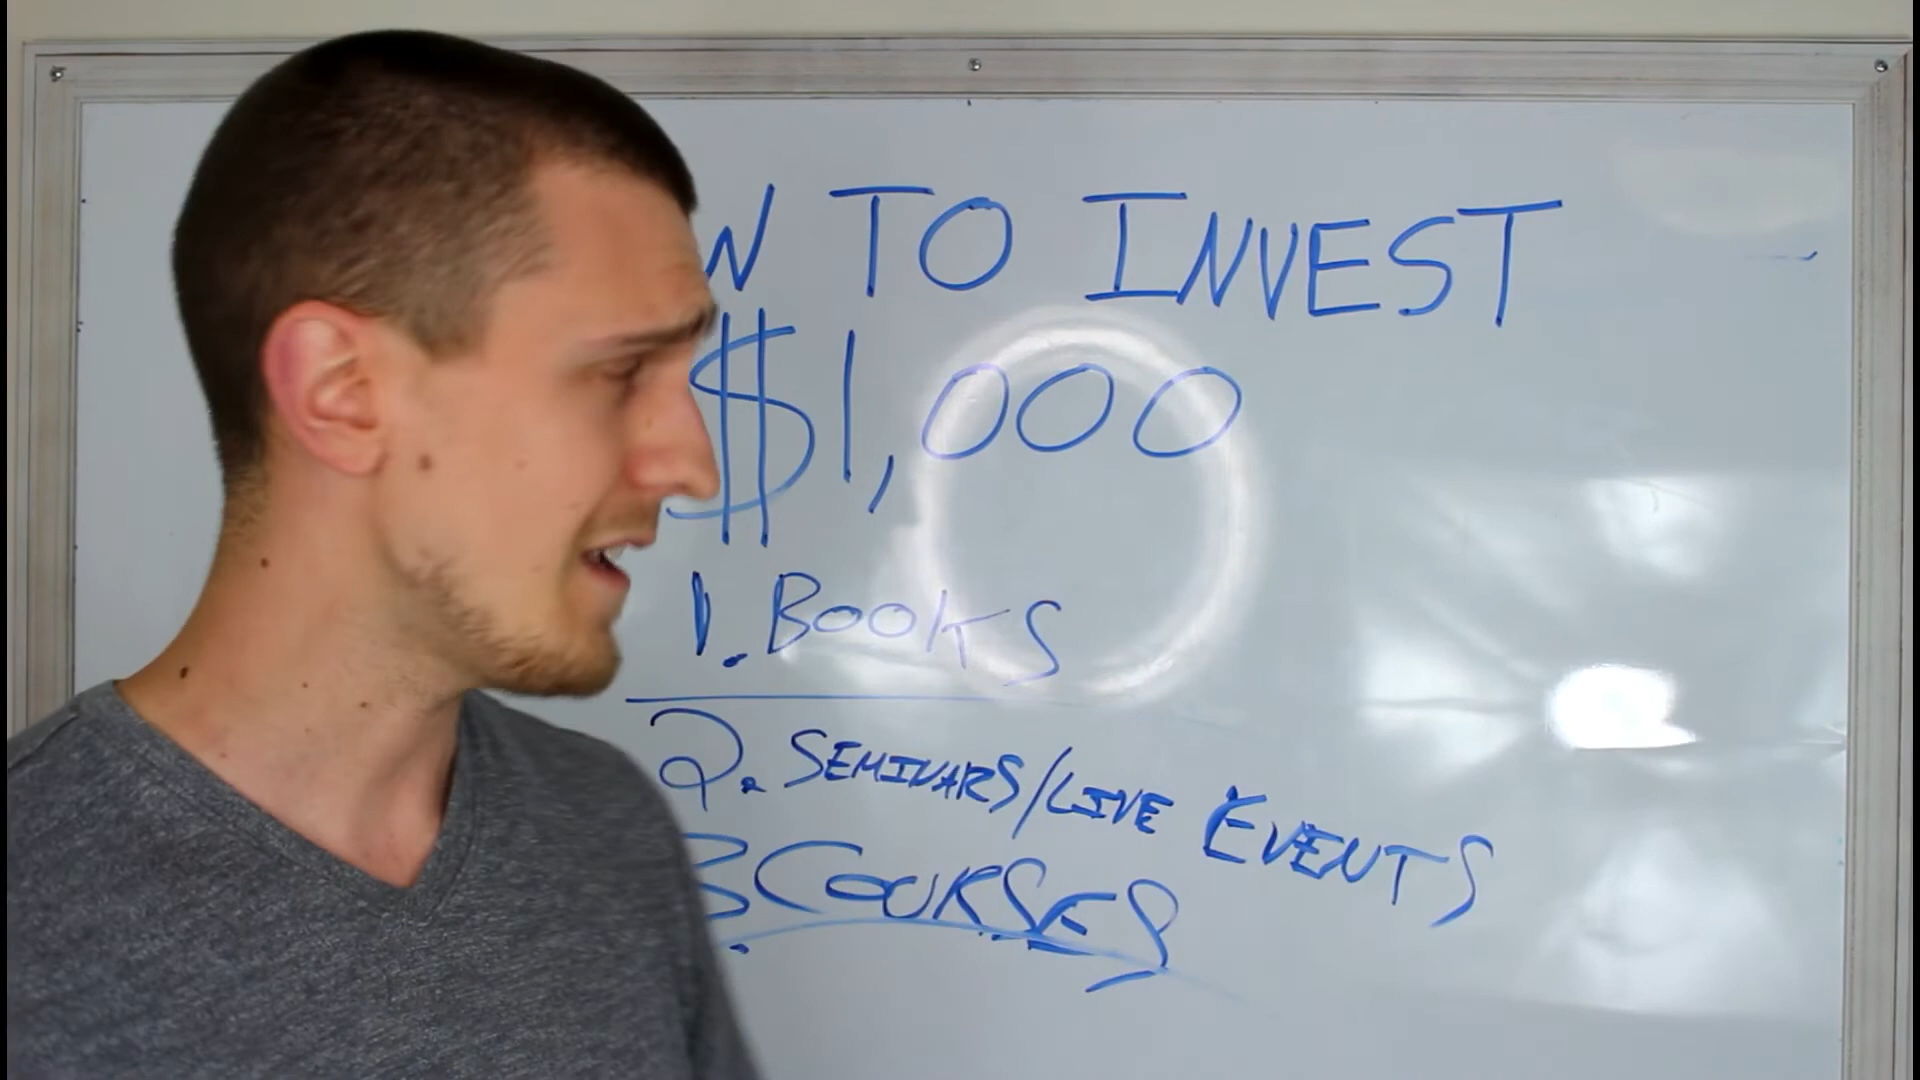 W TO INVEST
$1,000
1. BOOKS
2. SEMINARS/LIVE EVENTS
3. COURSES